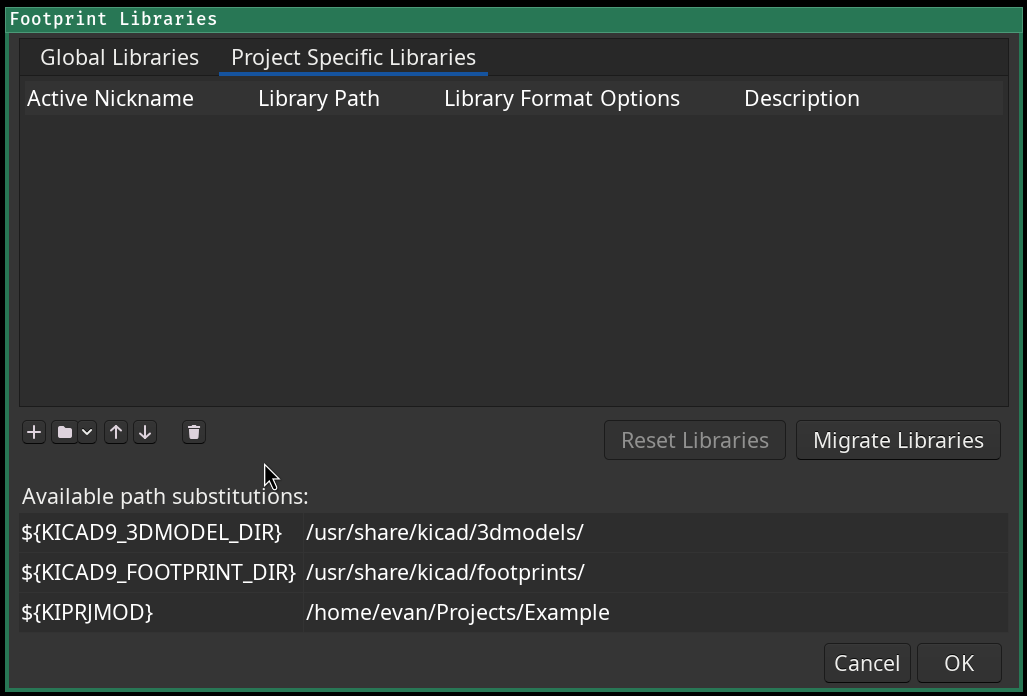 Footprint Libraries
Global Libraries Project Specific Libraries
Active Nickname Library Path Library Format Options Description
Reset Libraries Migrate Libraries
Available path substitutions:
${KICAD9_3DMODEL_DIR} /usr/share/kicad/3dmodels/
${KICAD9_FOOTPRINT_DIR} /usr/share/kicad/footprints/
${KIPRJMOD} /home/evan/Projects/Example
Cancel OK